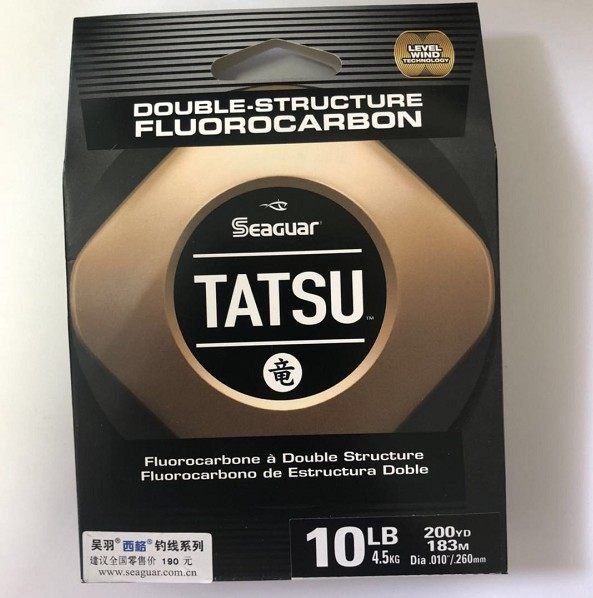 LEVEL
WIND
TECHNOLOGY
DOUBLE-STRUCTURE
FLUOROCARBON
Seaguar
TATSU™
竜
Fluorocarbone à Double Structure
Fluorocarbono de Estructura Doble
吴羽® 西格® 钓线系列
建议全国零售价 190 元
www.seaguar.com.cn
10LB
4.5KG
200YD
183M
Dia .010"/.260mm